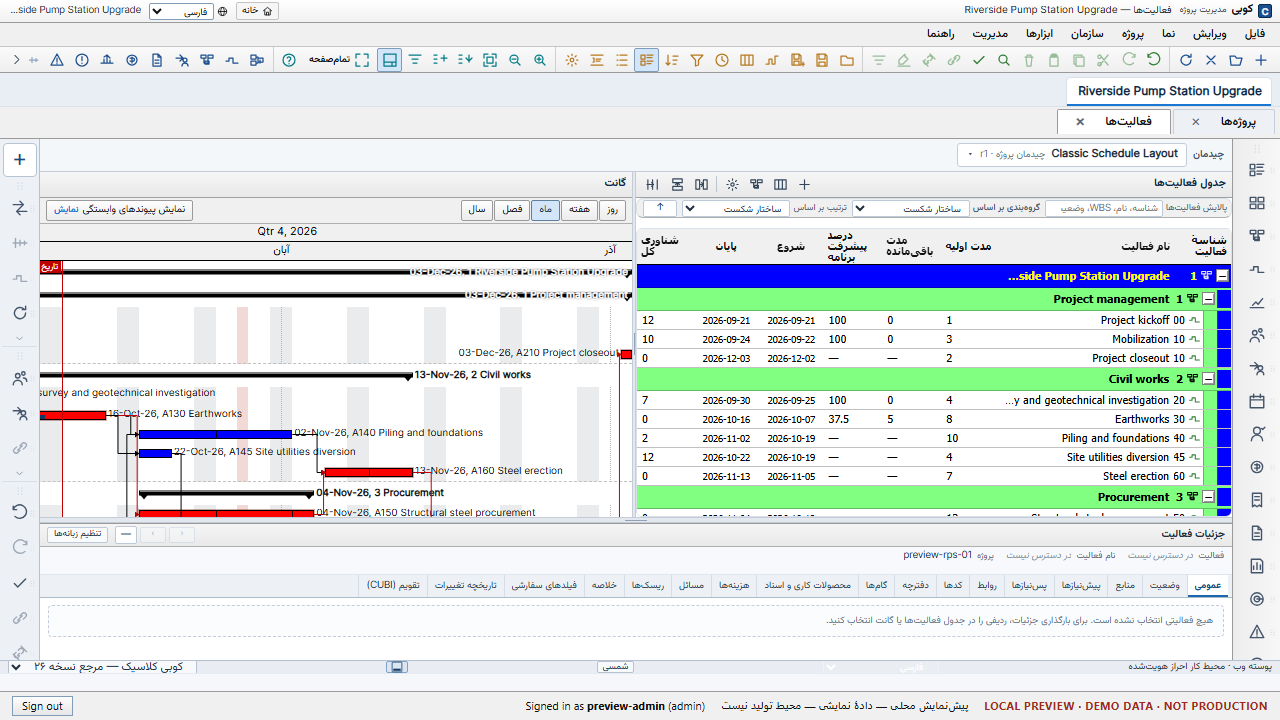 کوبی مدیریت پروژه فعالیت‌ها — Riverside Pump Station Upgrade
خانه
فارسی
...side Pump Station Upgrade
فایل ویرایش نما پروژه سازمان ابزارها مدیریت راهنما
تمام‌صفحه
Riverside Pump Station Upgrade
پروژه‌ها ×
فعالیت‌ها ×
چیدمان Classic Schedule Layout چیدمان پروژه · r1
جدول فعالیت‌ها
پالایش فعالیت‌ها شناسه، نام، WBS، وضعیت گروه‌بندی بر اساس ساختار شکست ترتیب بر اساس ساختار شکست
شناسه فعالیت نام فعالیت مدت اولیه مدت باقی‌مانده درصد پیشرفت برنامه شروع پایان شناوری کل
1 ...side Pump Station Upgrade
1 Project management
00 Project kickoff 1 0 100 2026-09-21 2026-09-21 12
10 Mobilization 3 0 100 2026-09-22 2026-09-24 10
10 Project closeout 2 — — 2026-12-02 2026-12-03 0
2 Civil works
20 ...y and geotechnical investigation 4 0 100 2026-09-25 2026-09-30 7
30 Earthworks 8 5 37.5 2026-10-07 2026-10-16 0
40 Piling and foundations 10 — — 2026-10-19 2026-11-02 2
45 Site utilities diversion 4 — — 2026-10-19 2026-10-22 12
60 Steel erection 7 — — 2026-11-05 2026-11-13 0
3 Procurement
گانت
روز هفته ماه فصل سال
نمایش پیوندهای وابستگی نمایش
Qtr 4, 2026
آذر
آبان
تاریخ
03-Dec-26, 1 Riverside Pump Station Upgrade
03-Dec-26, 1 Project management
03-Dec-26, A210 Project closeout
13-Nov-26, 2 Civil works
survey and geotechnical investigation
16-Oct-26, A130 Earthworks
02-Nov-26, A140 Piling and foundations
22-Oct-26, A145 Site utilities diversion
13-Nov-26, A160 Steel erection
04-Nov-26, 3 Procurement
04-Nov-26, A150 Structural steel procurement
جزئیات فعالیت
تنظیم زبانه‌ها
فعالیت در دسترس نیست نام فعالیت در دسترس نیست پروژه preview-rps-01
عمومی وضعیت منابع پیش‌نیازها پس‌نیازها روابط کدها دفترچه گام‌ها محصولات کاری و اسناد هزینه‌ها مسائل ریسک‌ها خلاصه فیلدهای سفارشی تاریخچه تغییرات تقویم (CUBI)
هیچ فعالیتی انتخاب نشده است. برای بارگذاری جزئیات، ردیفی را در جدول فعالیت‌ها یا گانت انتخاب کنید.
پوسته وب · محیط کار احراز هویت‌شده
فارسی
شمسی
کوبی کلاسیک — مرجع نسخه ۲۶
LOCAL PREVIEW · DEMO DATA · NOT PRODUCTION
پیش‌نمایش محلی — دادهٔ نمایشی — محیط تولید نیست
Signed in as preview-admin (admin)
Sign out